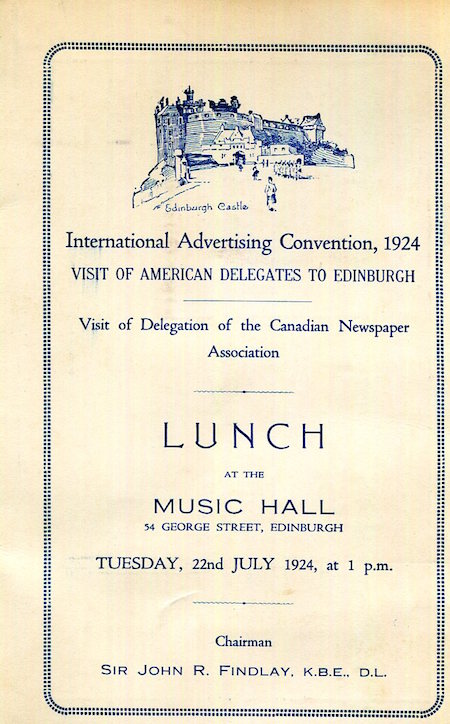 Edinburgh Castle
International Advertising Convention, 1924
VISIT OF AMERICAN DELEGATES TO EDINBURGH
Visit of Delegation of the Canadian Newspaper
Association
LUNCH
AT THE
MUSIC HALL
54 GEORGE STREET, EDINBURGH
TUESDAY, 22nd JULY 1924, at 1 p.m.
Chairman
SIR JOHN R. FINDLAY, K.B.E., D.L.